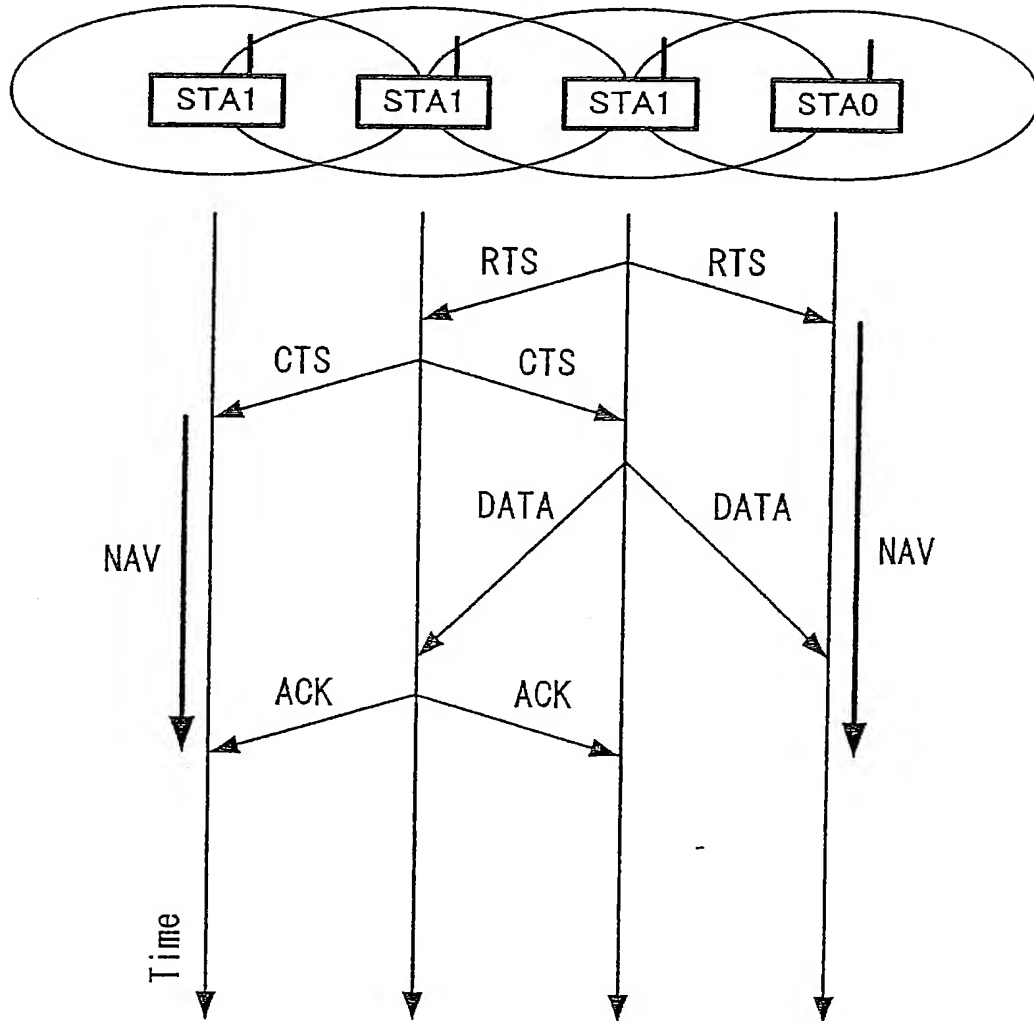 STA1 STA1 STA1 STA0
RTS RTS
CTS CTS
DATA DATA
NAV NAV
ACK ACK
Time